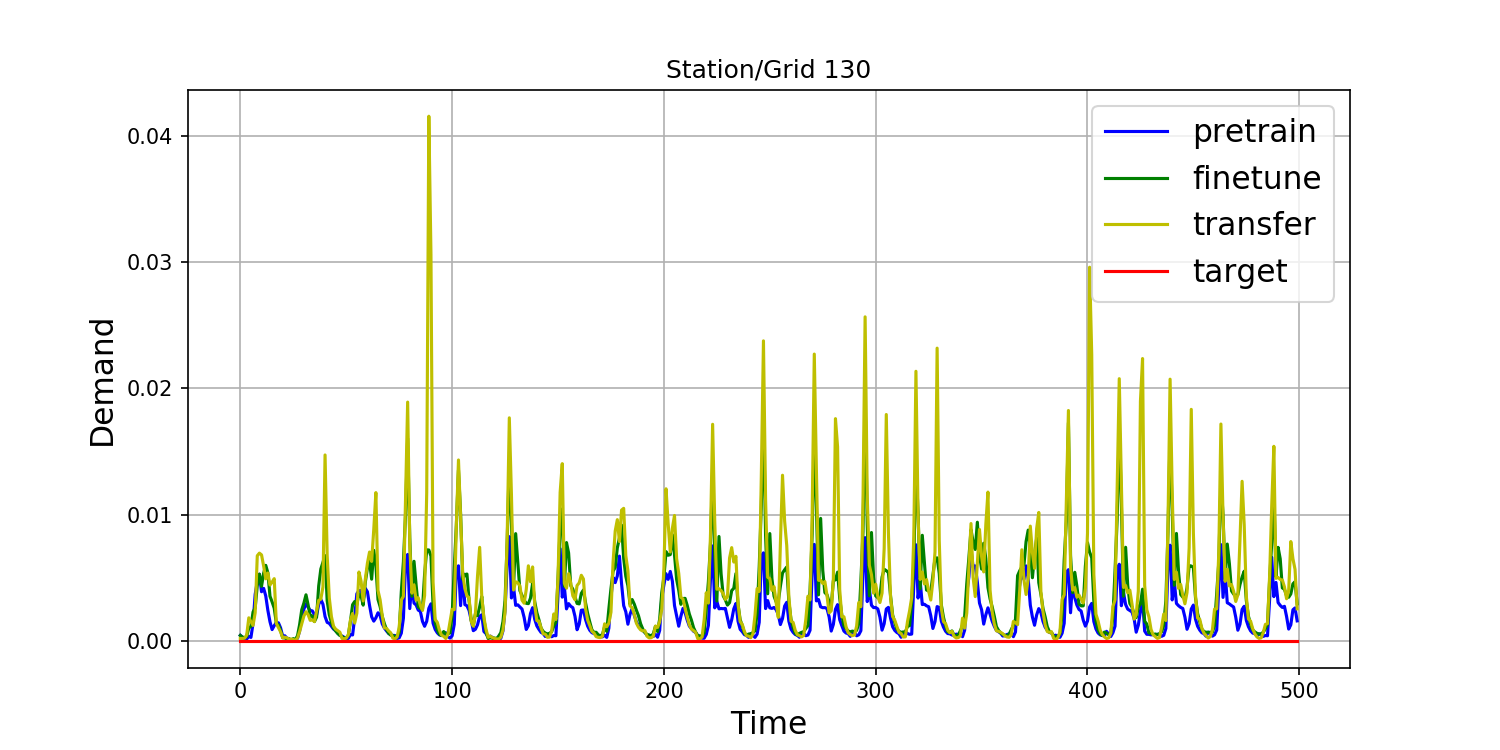 Station/Grid 130
Demand
0.04
0.03
0.02
0.01
0.00
0
100
200
300
400
500
Time
pretrain
finetune
transfer
target